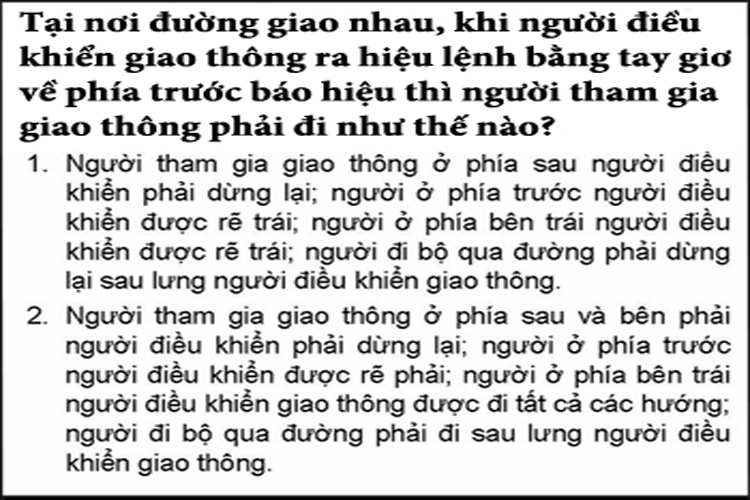 Tại nơi đường giao nhau, khi người điều
khiển giao thông ra hiệu lệnh bằng tay giơ
về phía trước báo hiệu thì người tham gia
giao thông phải đi như thế nào?
1. Người tham gia giao thông ở phía sau người điều
khiển phải dừng lại; người ở phía trước người điều
khiển được rẽ trái; người ở phía bên trái người điều
khiển được rẽ trái; người đi bộ qua đường phải dừng
lại sau lưng người điều khiển giao thông.
2. Người tham gia giao thông ở phía sau và bên phải
người điều khiển phải dừng lại; người ở phía trước
người điều khiển được rẽ phải; người ở phía bên trái
người điều khiển giao thông được đi tất cả các hướng;
người đi bộ qua đường phải đi sau lưng người điều
khiển giao thông.